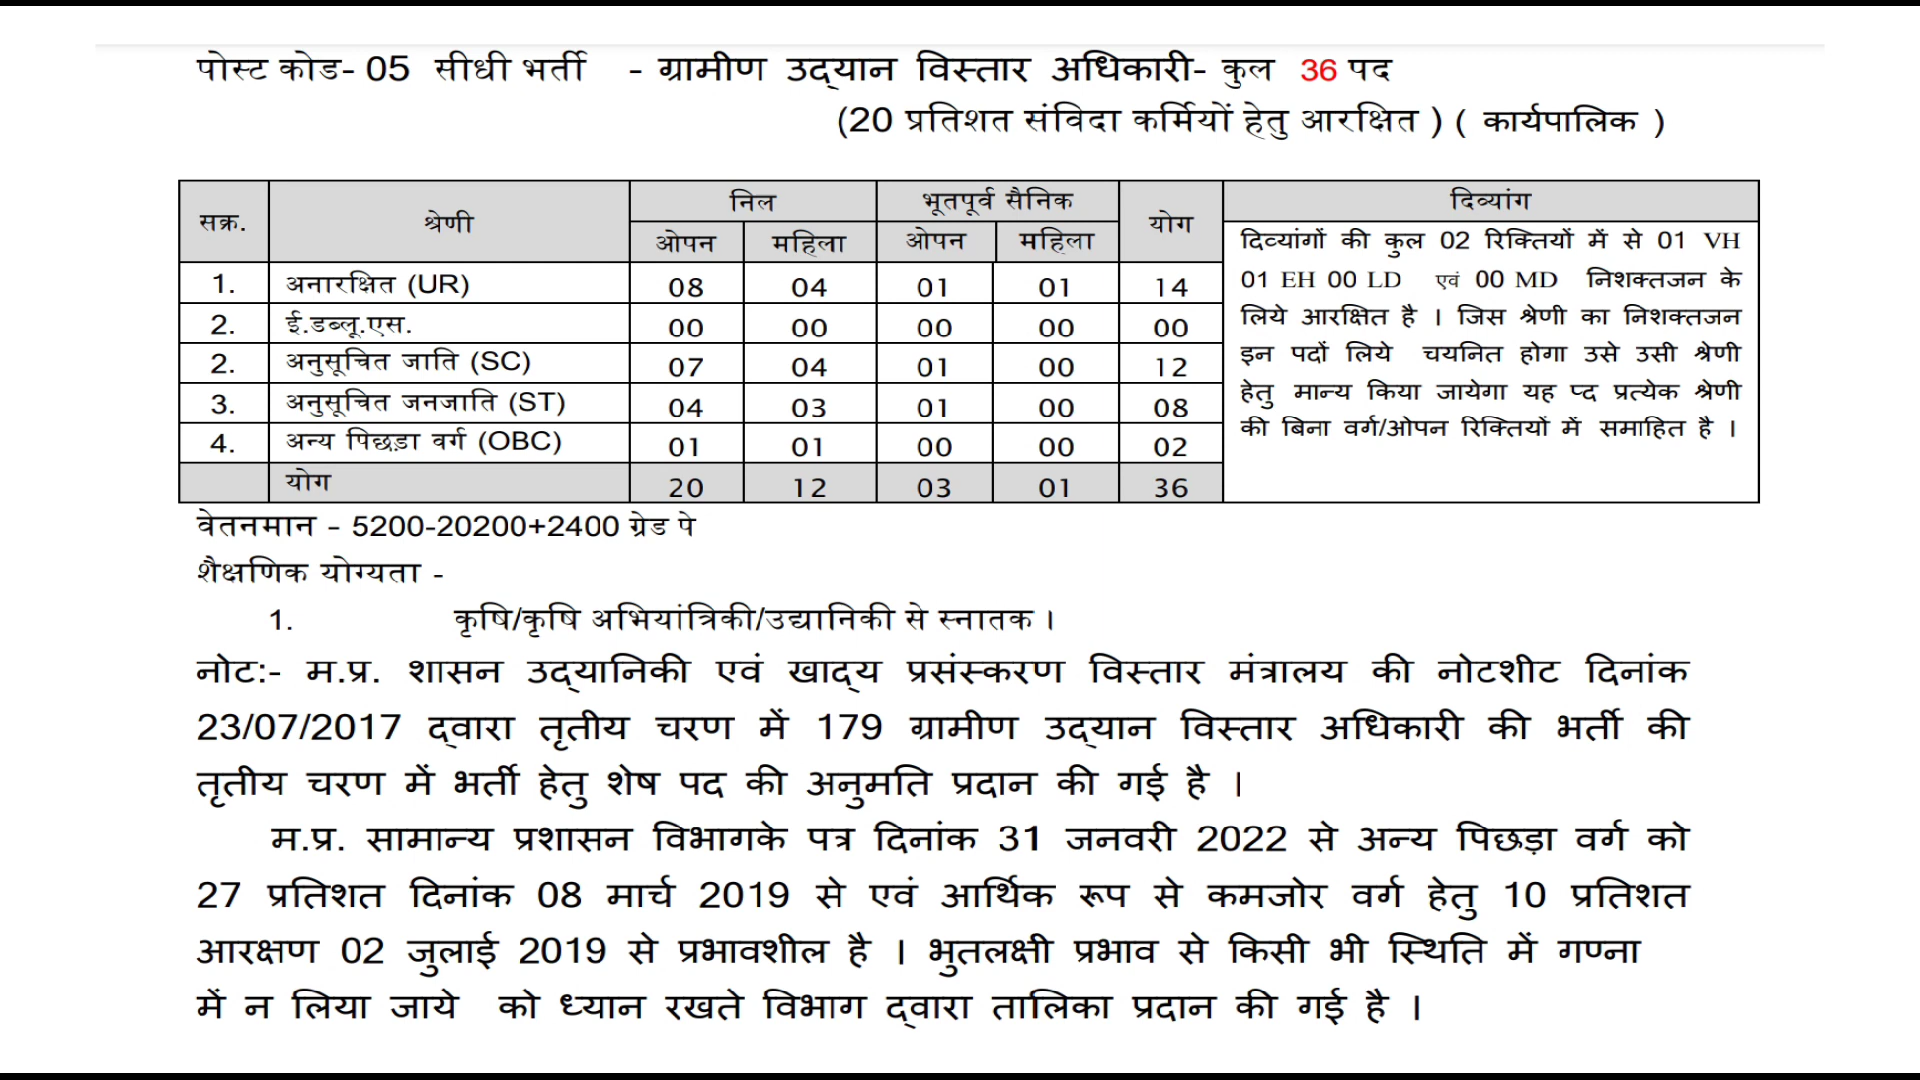 पोस्ट कोड- 05 सीधी भर्ती - ग्रामीण उद्‌यान विस्तार अधिकारी- कुल 36 पद
(20 प्रतिशत संविदा कर्मियों हेतु आरक्षित ) ( कार्यपालिक )
सक्र. श्रेणी निल भूतपूर्व सैनिक योग दिव्यांग
ओपन महिला ओपन महिला
1. अनारक्षित (UR) 08 04 01 01 14
2. ई.डब्लू.एस. 00 00 00 00 00
2. अनुसूचित जाति (SC) 07 04 01 00 12
3. अनुसूचित जनजाति (ST) 04 03 01 00 08
4. अन्य पिछड़ा वर्ग (OBC) 01 01 00 00 02
योग 20 12 03 01 36
दिव्यांगों की कुल 02 रिक्तियों में से 01 VH
01 EH 00 LD एवं 00 MD निशक्तजन के
लिये आरक्षित है । जिस श्रेणी का निशक्तजन
इन पदों लिये चयनित होगा उसे उसी श्रेणी
हेतु मान्य किया जायेगा यह प्द प्रत्येक श्रेणी
की बिना वर्ग/ओपन रिक्तियों में समाहित है ।
वेतनमान – 5200-20200+2400 ग्रेड पे
शैक्षणिक योग्यता -
1. कृषि/कृषि अभियांत्रिकी/उद्यानिकी से स्नातक ।
नोट:- म.प्र. शासन उद्‌यानिकी एवं खाद्‌य प्रसंस्करण विस्तार मंत्रालय की नोटशीट दिनांक
23/07/2017 द्‌वारा तृतीय चरण में 179 ग्रामीण उद्‌यान विस्तार अधिकारी की भर्ती की
तृतीय चरण में भर्ती हेतु शेष पद की अनुमति प्रदान की गई है ।
म.प्र. सामान्य प्रशासन विभागके पत्र दिनांक 31 जनवरी 2022 से अन्य पिछड़ा वर्ग को
27 प्रतिशत दिनांक 08 मार्च 2019 से एवं आर्थिक रूप से कमजोर वर्ग हेतु 10 प्रतिशत
आरक्षण 02 जुलाई 2019 से प्रभावशील है । भुतलक्षी प्रभाव से किसी भी स्थिति में गण्ना
में न लिया जाये को ध्यान रखते विभाग द्‌वारा तालिका प्रदान की गई है ।